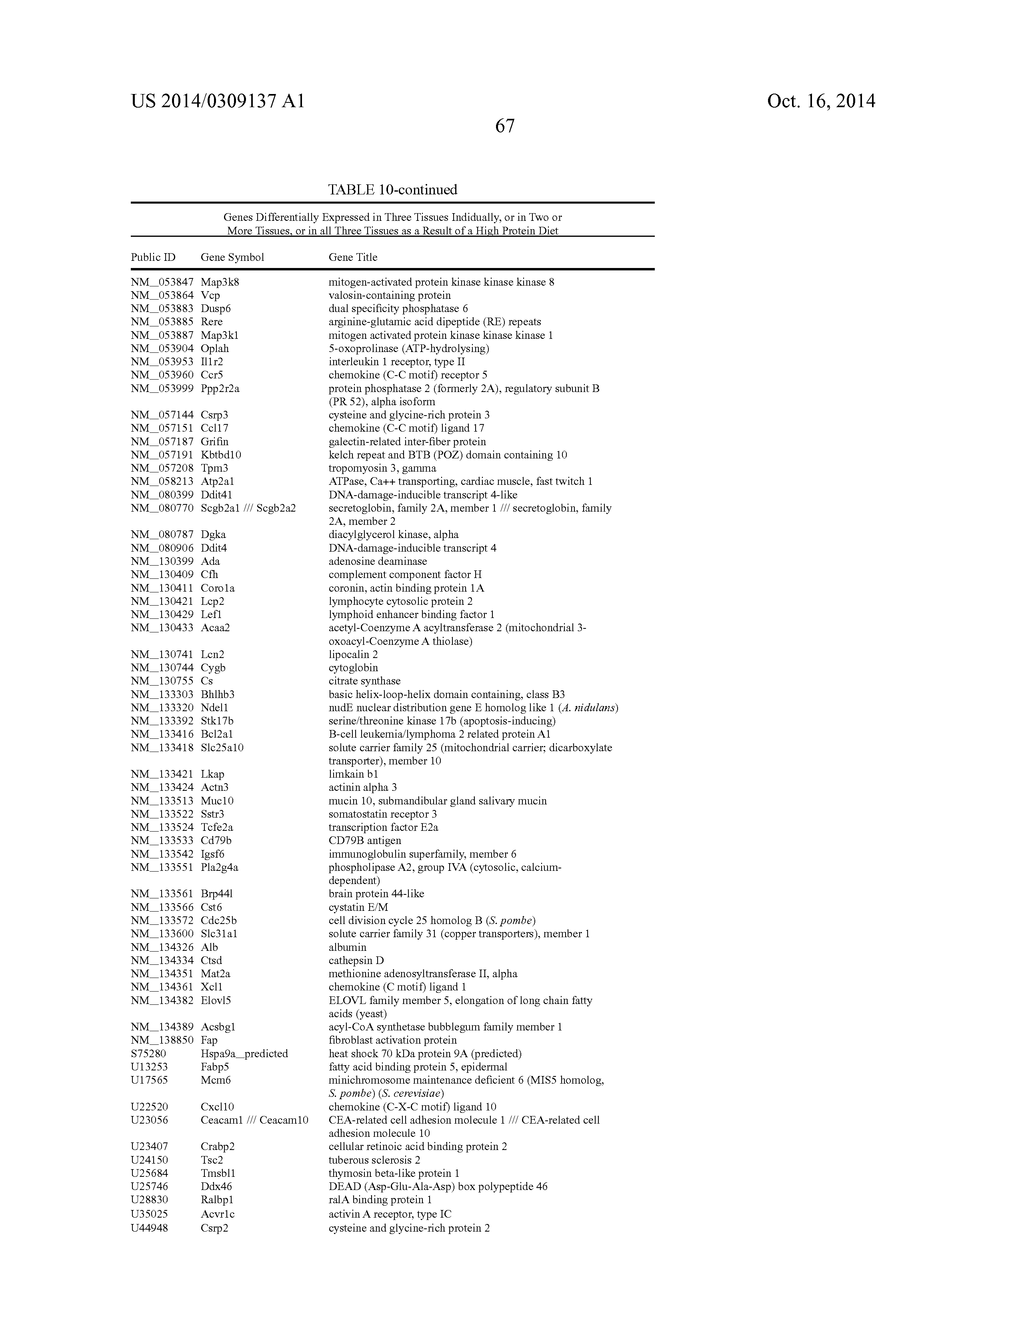 US 2014/0309137 A1 Oct. 16, 2014
67
TABLE 10-continued
Genes Differentially Expressed in Three Tissues Indidually, or in Two or
More Tissues, or in all Three Tissues as a Result of a High Protein Diet
Public ID Gene Symbol Gene Title
NM_053847 Map3k8 mitogen-activated protein kinase kinase kinase 8
NM_053864 Vcp valosin-containing protein
NM_053883 Dusp6 dual specificity phosphatase 6
NM_053885 Rere arginine-glutamic acid dipeptide (RE) repeats
NM_053887 Map3k1 mitogen activated protein kinase kinase kinase 1
NM_053904 Oplah 5-oxoprolinase (ATP-hydrolysing)
NM_053953 Il1r2 interleukin 1 receptor, type II
NM_053960 Ccr5 chemokine (C-C motif) receptor 5
NM_053999 Ppp2r2a protein phosphatase 2 (formerly 2A), regulatory subunit B
(PR 52), alpha isoform
NM_057144 Csrp3 cysteine and glycine-rich protein 3
NM_057151 Ccl17 chemokine (C-C motif) ligand 17
NM_057187 Grifin galectin-related inter-fiber protein
NM_057191 Kbtbd10 kelch repeat and BTB (POZ) domain containing 10
NM_057208 Tpm3 tropomyosin 3, gamma
NM_058213 Atp2a1 ATPase, Ca++ transporting, cardiac muscle, fast twitch 1
NM_080399 Ddit41 DNA-damage-inducible transcript 4-like
NM_080770 Scgb2a1 /// Scgb2a2 secretoglobin, family 2A, member 1 /// secretoglobin, family
2A, member 2
NM_080787 Dgka diacylglycerol kinase, alpha
NM_080906 Ddit4 DNA-damage-inducible transcript 4
NM_130399 Ada adenosine deaminase
NM_130409 Cfh complement component factor H
NM_130411 Coro1a coronin, actin binding protein 1A
NM_130421 Lcp2 lymphocyte cytosolic protein 2
NM_130429 Lef1 lymphoid enhancer binding factor 1
NM_130433 Acaa2 acetyl-Coenzyme A acyltransferase 2 (mitochondrial 3-
oxoacyl-Coenzyme A thiolase)
NM_130741 Lcn2 lipocalin 2
NM_130744 Cygb cytoglobin
NM_130755 Cs citrate synthase
NM_133303 Bhlhb3 basic helix-loop-helix domain containing, class B3
NM_133320 Ndel1 nudE nuclear distribution gene E homolog like 1 (A. nidulans)
NM_133392 Stk17b serine/threonine kinase 17b (apoptosis-inducing)
NM_133416 Bcl2a1 B-cell leukemia/lymphoma 2 related protein A1
NM_133418 Slc25a10 solute carrier family 25 (mitochondrial carrier; dicarboxylate
transporter), member 10
NM_133421 Lkap limkain b1
NM_133424 Actn3 actinin alpha 3
NM_133513 Muc10 mucin 10, submandibular gland salivary mucin
NM_133522 Sstr3 somatostatin receptor 3
NM_133524 Tcfe2a transcription factor E2a
NM_133533 Cd79b CD79B antigen
NM_133542 Igsf6 immunoglobulin superfamily, member 6
NM_133551 Pla2g4a phospholipase A2, group IVA (cytosolic, calcium-
dependent)
NM_133561 Brp44l brain protein 44-like
NM_133566 Cst6 cystatin E/M
NM_133572 Cdc25b cell division cycle 25 homolog B (S. pombe)
NM_133600 Slc31a1 solute carrier family 31 (copper transporters), member 1
NM_134326 Alb albumin
NM_134334 Ctsd cathepsin D
NM_134351 Mat2a methionine adenosyltransferase II, alpha
NM_134361 Xcl1 chemokine (C motif) ligand 1
NM_134382 Elovl5 ELOVL family member 5, elongation of long chain fatty
acids (yeast)
NM_134389 Acsbg1 acyl-CoA synthetase bubblegum family member 1
NM_138850 Fap fibroblast activation protein
S75280 Hspa9a_predicted heat shock 70 kDa protein 9A (predicted)
U13253 Fabp5 fatty acid binding protein 5, epidermal
U17565 Mcm6 minichromosome maintenance deficient 6 (MIS5 homolog,
S. pombe) (S. cerevisiae)
U22520 Cxcl10 chemokine (C-X-C motif) ligand 10
U23056 Ceacam1 /// Ceacam10 CEA-related cell adhesion molecule 1 /// CEA-related cell
adhesion molecule 10
U23407 Crabp2 cellular retinoic acid binding protein 2
U24150 Tsc2 tuberous sclerosis 2
U25684 Tmsbl1 thymosin beta-like protein 1
U25746 Ddx46 DEAD (Asp-Glu-Ala-Asp) box polypeptide 46
U28830 Ralbp1 ralA binding protein 1
U35025 Acvr1c activin A receptor, type IC
U44948 Csrp2 cysteine and glycine-rich protein 2